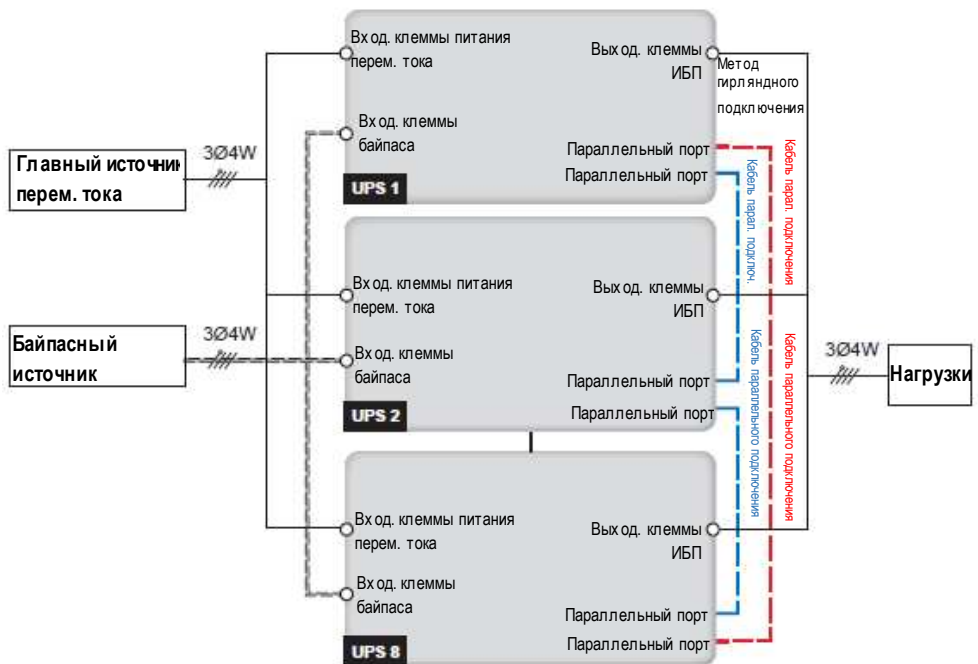 Вход. клеммы питания
перем. тока
Выход. клеммы
ИБП
Метод
гирляндного
подключения
Вход. клеммы
байпаса
Параллельный порт
Параллельный порт
UPS 1
3Ø4W
Главный источник
перем. тока
Кабель парал. подключ.
Кабель парал. подключения
Вход. клеммы питания
перем. тока
Выход. клеммы
ИБП
3Ø4W
Байпасный
источник
Вход. клеммы
байпаса
Параллельный порт
Параллельный порт
UPS 2
Кабель параллельного подключения
Кабель параллельного подключения
3Ø4W
Нагрузки
Вход. клеммы питания
перем. тока
Выход. клеммы
ИБП
Вход. клеммы
байпаса
Параллельный порт
Параллельный порт
UPS 8